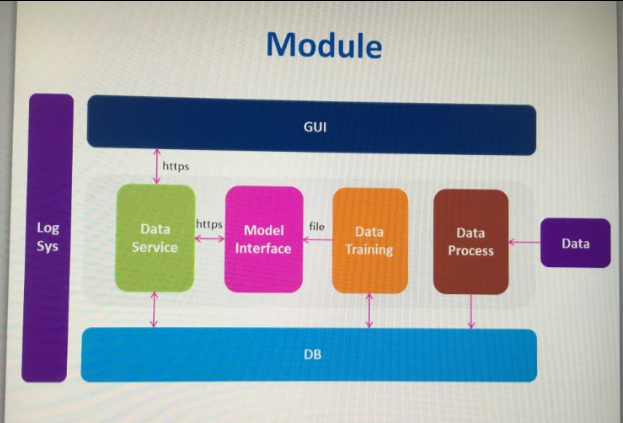 Module
GUI
https
Log
Sys
Data
Service
https
Model
Interface
file
Data
Training
Data
Process
Data
DB